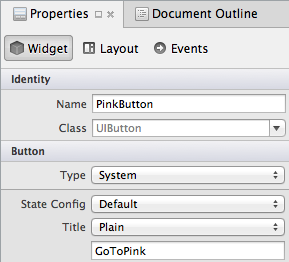 Properties Document Outline
Widget Layout Events
Identity
Name PinkButton
Class UIButton
Button
Type System
State Config Default
Title Plain
GoToPink